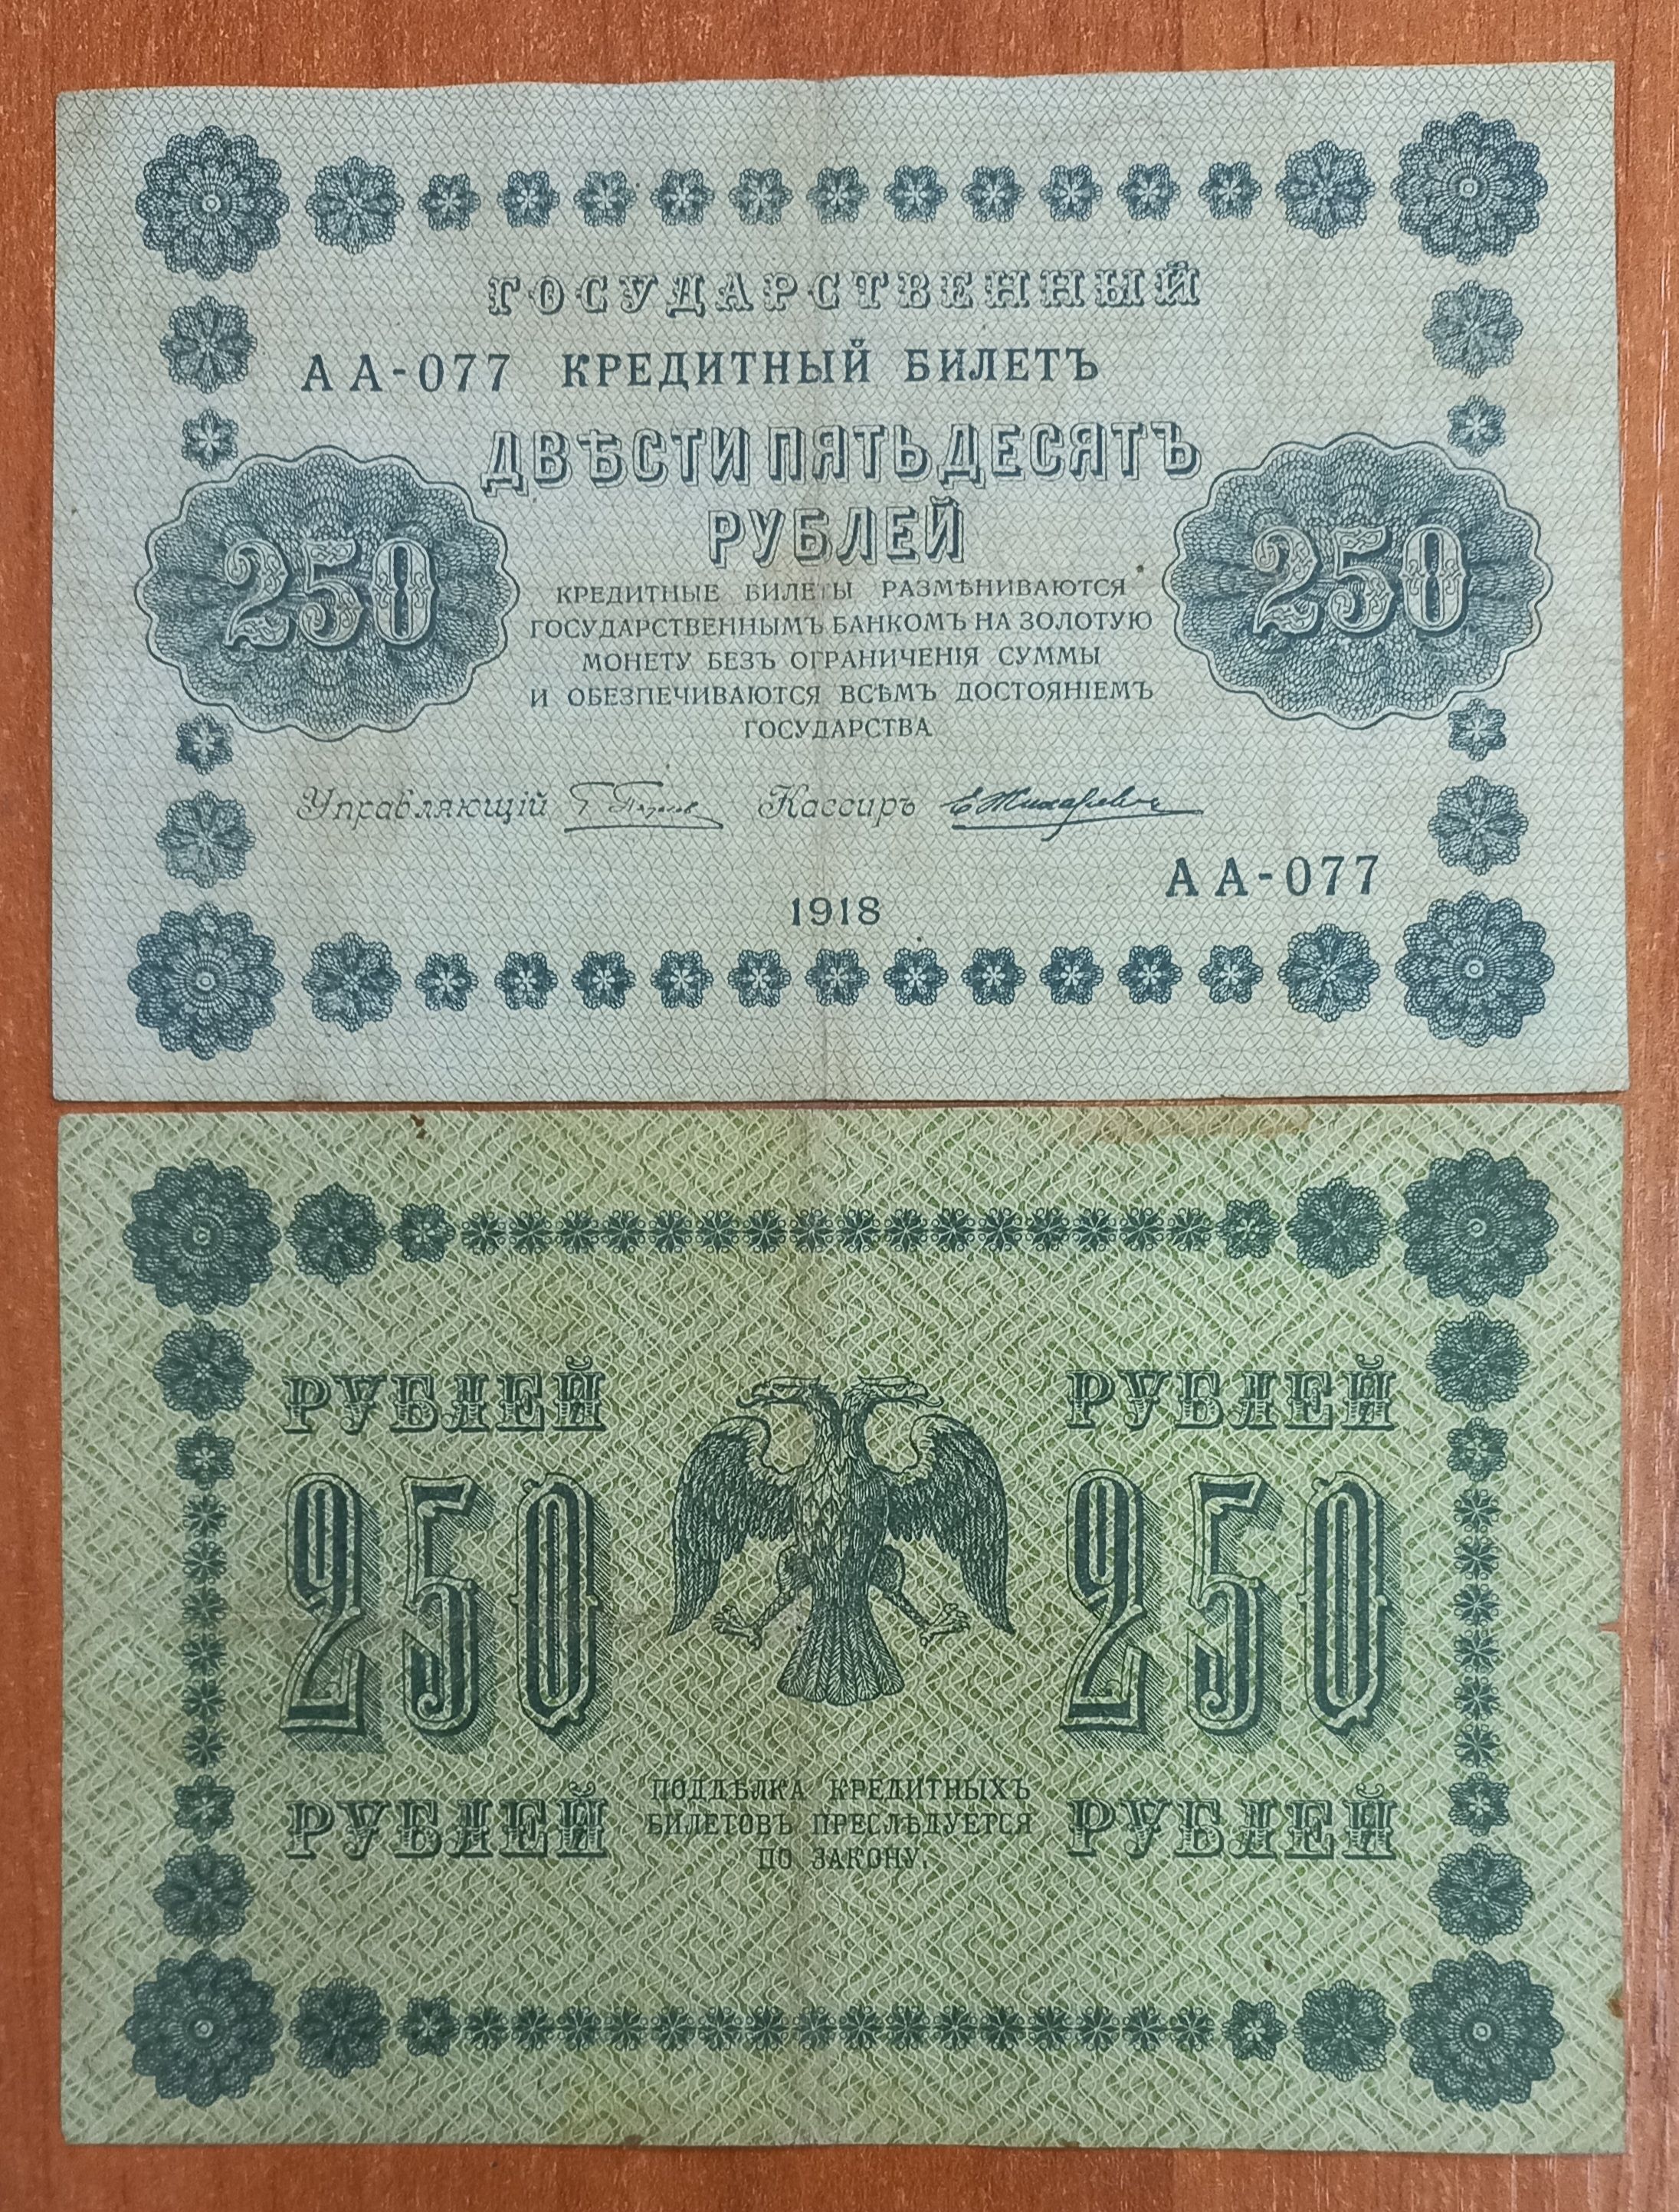 ГОСУДАРСТВЕННЫЙ
АА-077 КРЕДИТНЫЙ БИЛЕТЪ
ДВѢСТИ ПЯТЬДЕСЯТЪ
РУБЛЕЙ
250
250
КРЕДИТНЫЕ БИЛЕТЫ РАЗМѢНИВАЮТСЯ
ГОСУДАРСТВЕННЫМЪ БАНКОМЪ НА ЗОЛОТУЮ
МОНЕТУ БЕЗЪ ОГРАНИЧЕНІЯ СУММЫ
И ОБЕЗПЕЧИВАЮТСЯ ВСѢМЪ ДОСТОЯНІЕМЪ
ГОСУДАРСТВА
Управляющій Кассиръ
АА-077
1918
РУБЛЕЙ РУБЛЕЙ
250 250
РУБЛЕЙ РУБЛЕЙ
ПОДДѢЛКА КРЕДИТНЫХЪ
БИЛЕТОВЪ ПРЕСЛѢДУЕТСЯ
ПО ЗАКОНУ.